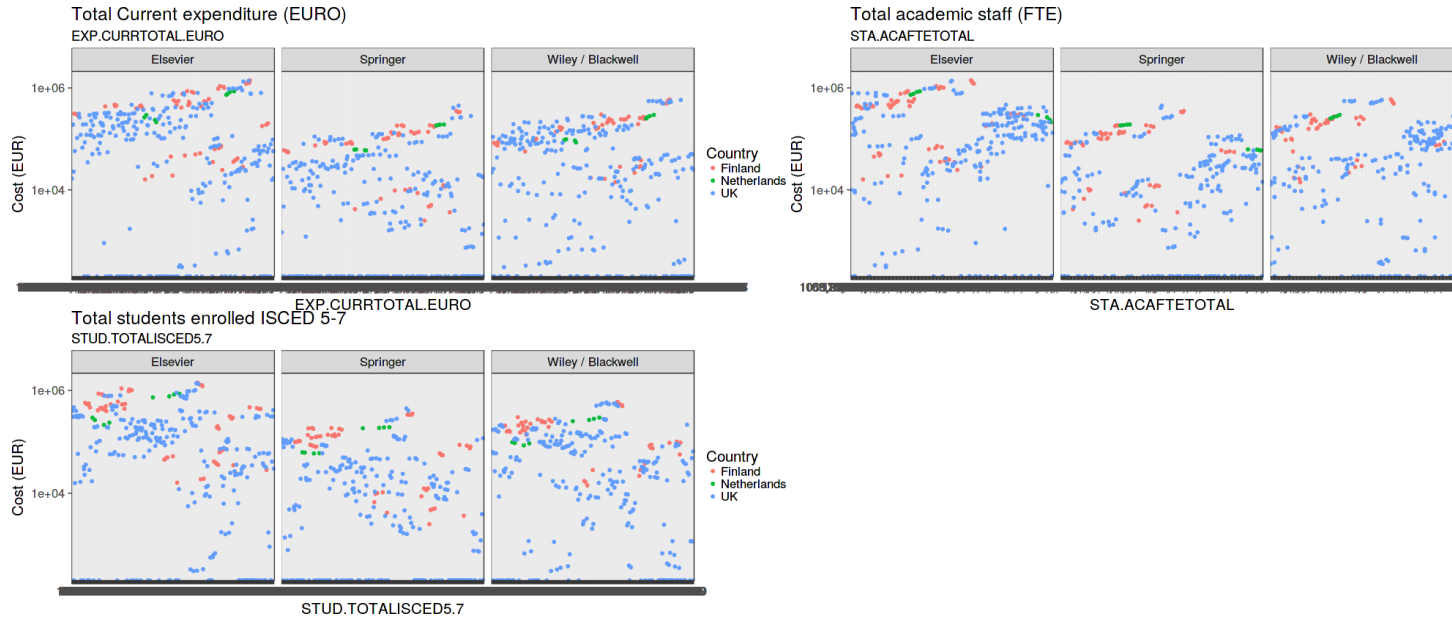 Total Current expenditure (EURO)
EXP.CURRTOTAL.EURO
Elsevier
Springer
Wiley / Blackwell
1e+06
1e+04
Cost (EUR)
EXP.CURRTOTAL.EURO
Country
Finland
Netherlands
UK
Total academic staff (FTE)
STA.ACAFTETOTAL
Elsevier
Springer
Wiley / Blackwell
1e+06
1e+04
Cost (EUR)
STA.ACAFTETOTAL
Total students enrolled ISCED 5-7
STUD.TOTALISCED5.7
Elsevier
Springer
Wiley / Blackwell
1e+06
1e+04
Cost (EUR)
STUD.TOTALISCED5.7
Country
Finland
Netherlands
UK